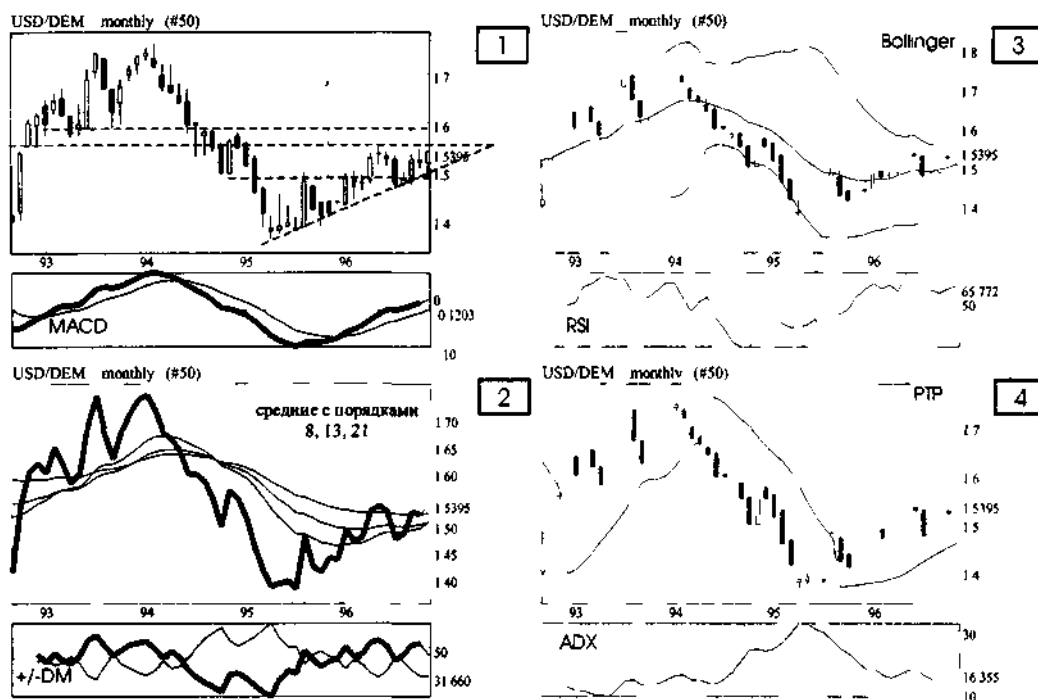 USD/DEM monthly (#50)
1
1 7
1 6
1 5396
1 5
1 4
93 94 95 96
MACD
0
0 1203
10
USD/DEM monthly (#50)
2
средние с порядками
8, 13, 21
1 70
1 65
1 60
1 5395
1 50
1 45
1 40
93 94 95 96
+/-DM
50
31 660
USD/DEM monthly (#50)
Bollinger
3
1 8
1 7
1 6
1 5395
1 5
1 4
93 94 95 96
RSI
65 772
50
USD/DEM monthly (#50)
PTP
4
1 7
1 6
1 5395
1 5
1 4
93 94 95 96
ADX
30
16 355
10